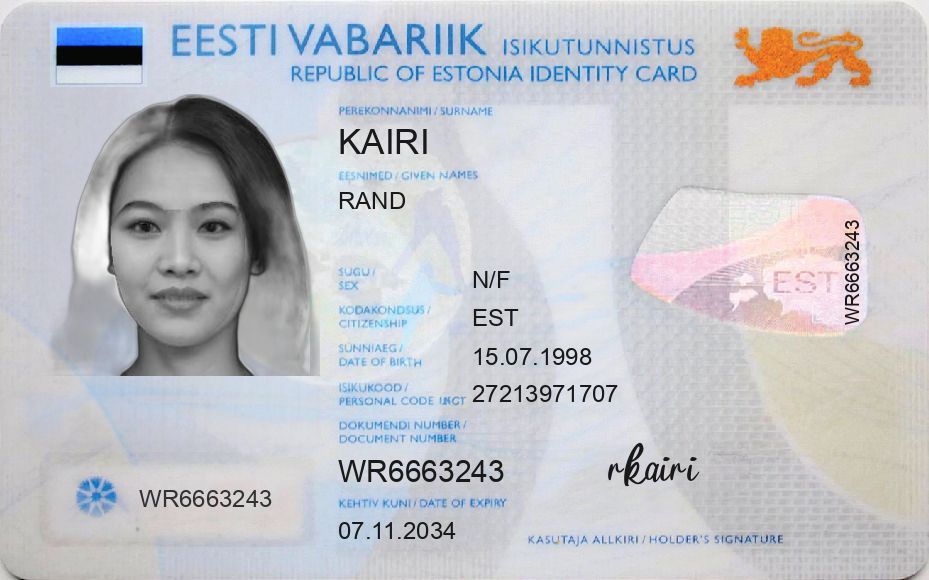 EESTI VABARIIK ISIKUTUNNISTUS
REPUBLIC OF ESTONIA IDENTITY CARD
PEREKONNANIMI / SURNAME
KAIRI
EESNIMED / GIVEN NAMES
RAND
SUGU /
SEX
N/F
KODAKONDSUS /
CITIZENSHIP
EST
SÜNNIAEG /
DATE OF BIRTH
15.07.1998
ISIKUKOOD /
PERSONAL CODE
27213971707
DOKUMENDI NUMBER /
DOCUMENT NUMBER
WR6663243
KEHTIV KUNI / DATE OF EXPIRY
07.11.2034
WR6663243
EST
WR6663243
rkairi
KASUTAJA ALLKIRI / HOLDER'S SIGNATURE